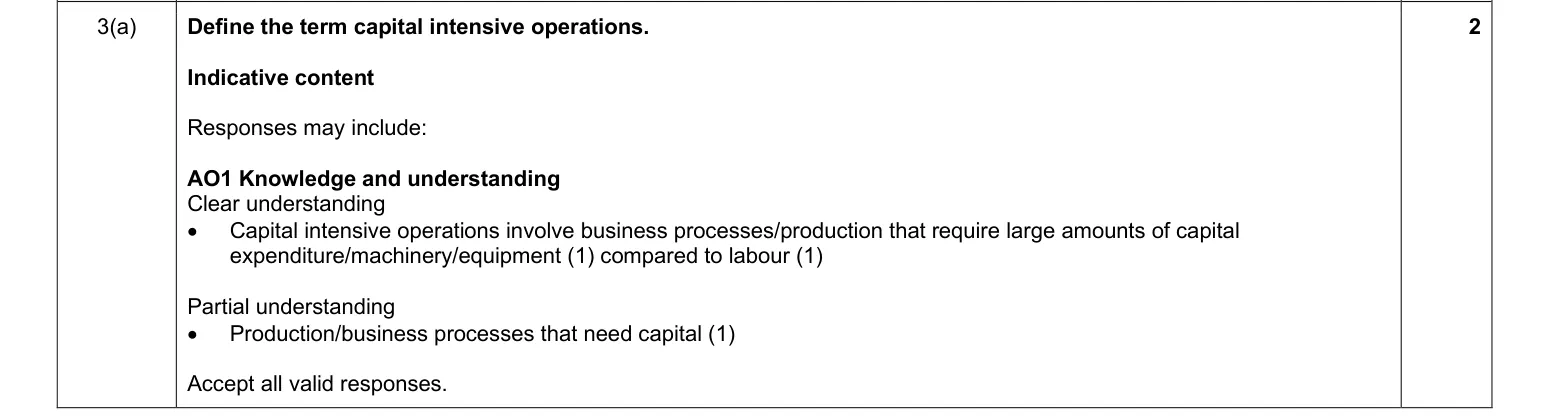 3(a) Define the term capital intensive operations. 2
Indicative content
Responses may include:
AO1 Knowledge and understanding
Clear understanding
• Capital intensive operations involve business processes/production that require large amounts of capital
expenditure/machinery/equipment (1) compared to labour (1)
Partial understanding
• Production/business processes that need capital (1)
Accept all valid responses.